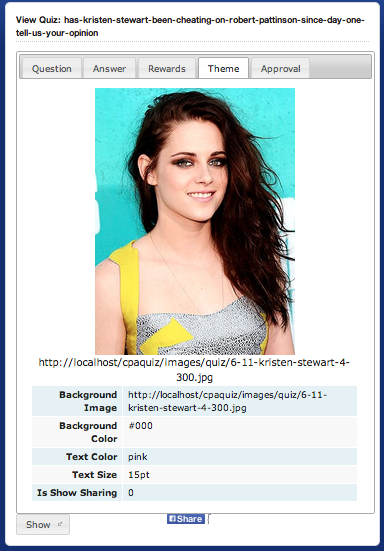 View Quiz: has-kristen-stewart-been-cheating-on-robert-pattinson-since-day-one-
tell-us-your-opinion
Question Answer Rewards Theme Approval
http://localhost/cpaquiz/images/quiz/6-11-kristen-stewart-4-
300.jpg
Background http://localhost/cpaquiz/images/quiz/6-11-
Image kristen-stewart-4-300.jpg
Background #000
Color
Text Color pink
Text Size 15pt
Is Show Sharing 0
Show
Share